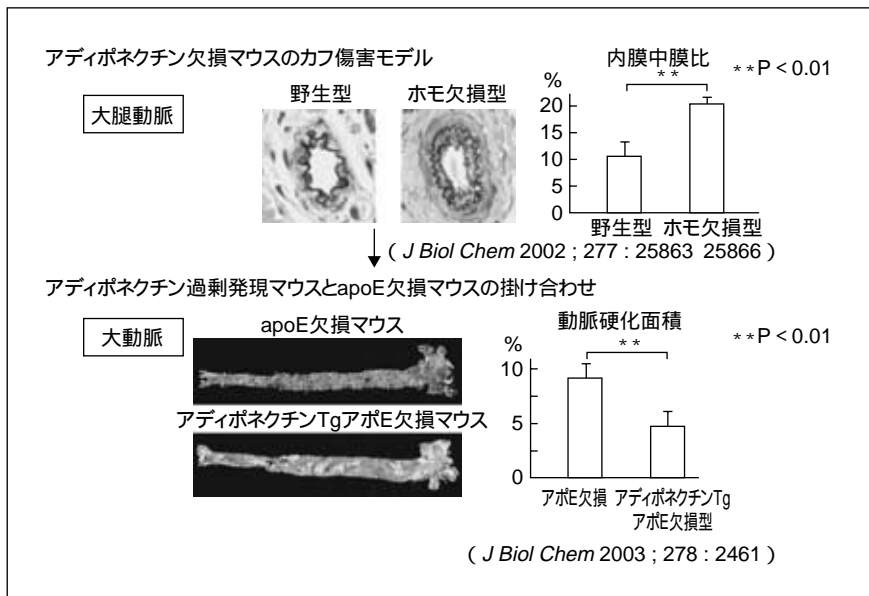 アディポネクチン欠損マウスのカフ傷害モデル
大腿動脈
野生型 ホモ欠損型
内膜中膜比
**P < 0.01
%
**
20
15
10
5
0
野生型 ホモ欠損型
( J Biol Chem 2002 ; 277 : 25863 25866 )
アディポネクチン過剰発現マウスとapoE欠損マウスの掛け合わせ
大動脈
apoE欠損マウス
アディポネクチンTgアポE欠損マウス
動脈硬化面積
**P < 0.01
%
**
10
5
0
アポE欠損 アディポネクチンTg
アポE欠損型
( J Biol Chem 2003 ; 278 : 2461 )